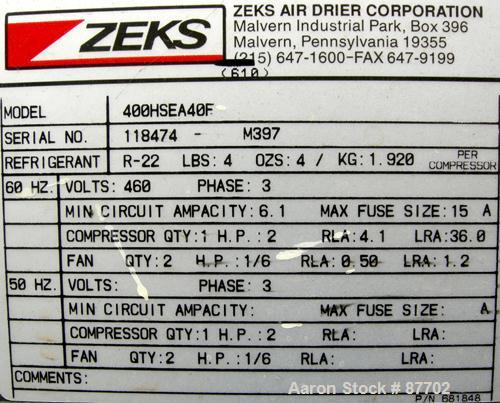 ZEKS
ZEKS AIR DRIER CORPORATION
Malvern Industrial Park, Box 396
Malvern, Pennsylvania 19355
(215) 647-1600-FAX 647-9199
(610)
MODEL 400HSEA40F
SERIAL NO. 118474 - M397
REFRIGERANT R-22 LBS: 4 OZS: 4 / KG: 1.920 PER COMPRESSOR
60 HZ. VOLTS: 460 PHASE: 3
MIN CIRCUIT AMPACITY: 6.1 MAX FUSE SIZE: 15 A
COMPRESSOR QTY: 1 H.P.: 2 RLA: 4.1 LRA: 36.0
FAN QTY: 2 H.P.: 1/6 RLA: 0.50 LRA: 1.2
50 HZ. VOLTS: PHASE: 3
MIN CIRCUIT AMPACITY: MAX FUSE SIZE: A
COMPRESSOR QTY: 1 H.P.: 2 RLA: LRA:
FAN QTY: 2 H.P.: 1/6 RLA: LRA:
COMMENTS:
Aaron Stock # 87702
P/N 681848